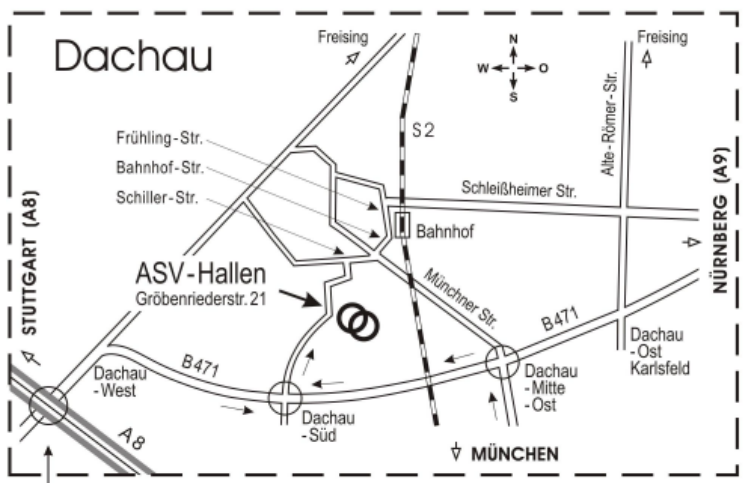 Dachau
Freising
N
W O
S
Freising
S 2
Alte-Römer-Str.
Frühling-Str.
Bahnhof-Str.
Schiller-Str.
Schleißheimer Str.
Bahnhof
NÜRNBERG (A9)
STUTTGART (A8)
ASV-Hallen
Gröbenriederstr. 21
Münchner Str.
B471
Dachau
-Ost
Karlsfeld
B471
Dachau
-West
Dachau
-Mitte
-Ost
Dachau
-Süd
A8
MÜNCHEN